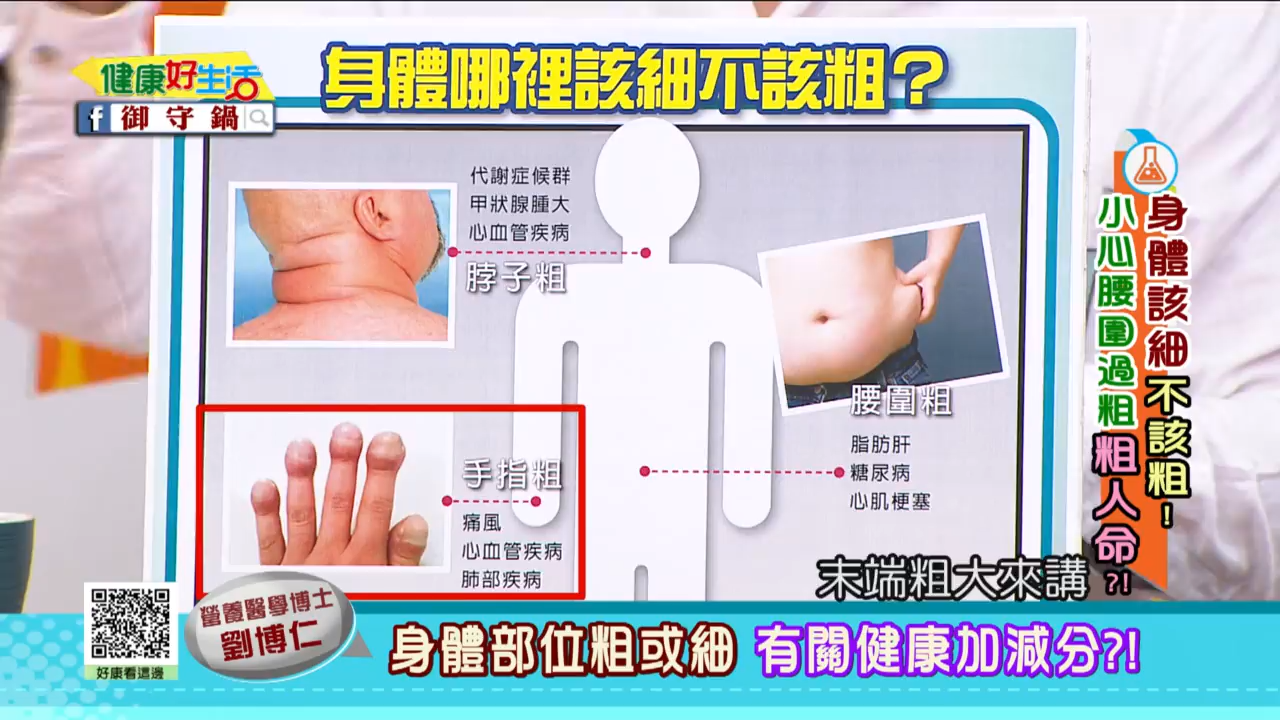 健康好生活
御守鍋
身體哪裡該細不該粗？
代謝症候群
甲狀腺腫大
心血管疾病
脖子粗
腰圍粗
脂肪肝
糖尿病
心肌梗塞
手指粗
痛風
心血管疾病
肺部疾病
身體該細不該粗！
小心腰圍過粗 粗人命?!
末端粗大來講
好康看這邊
營養醫學博士
劉博仁
身體部位粗或細 有關健康加減分?!